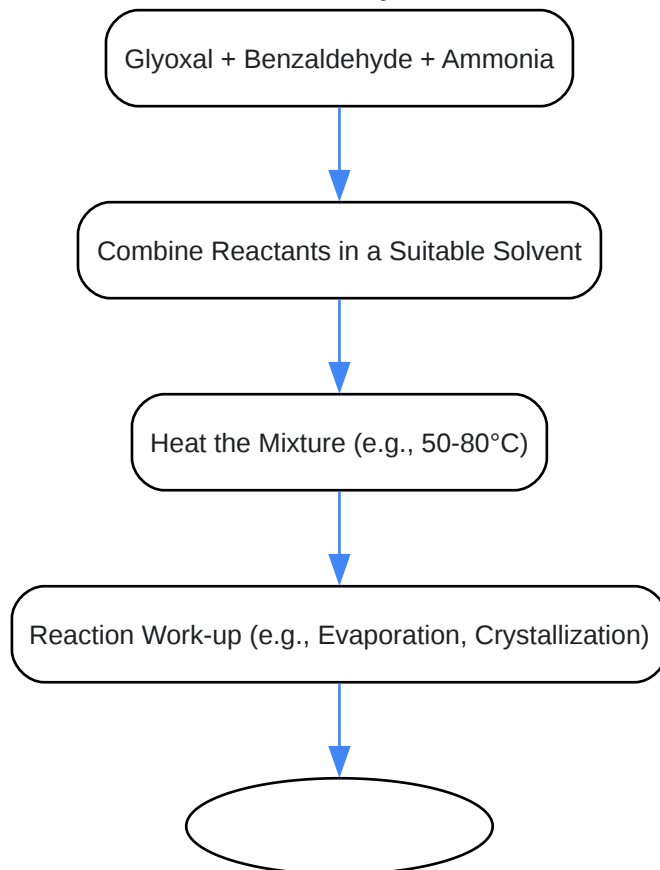 Glyoxal + Benzaldehyde + Ammonia
Combine Reactants in a Suitable Solvent
Heat the Mixture (e.g., 50-80°C)
Reaction Work-up (e.g., Evaporation, Crystallization)